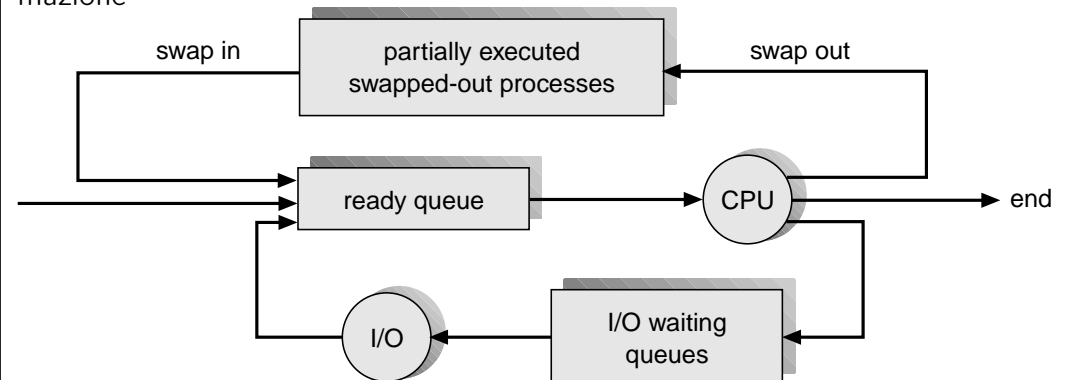 swap in
partially executed
swapped-out processes
swap out
ready queue
CPU
end
I/O
I/O waiting
queues